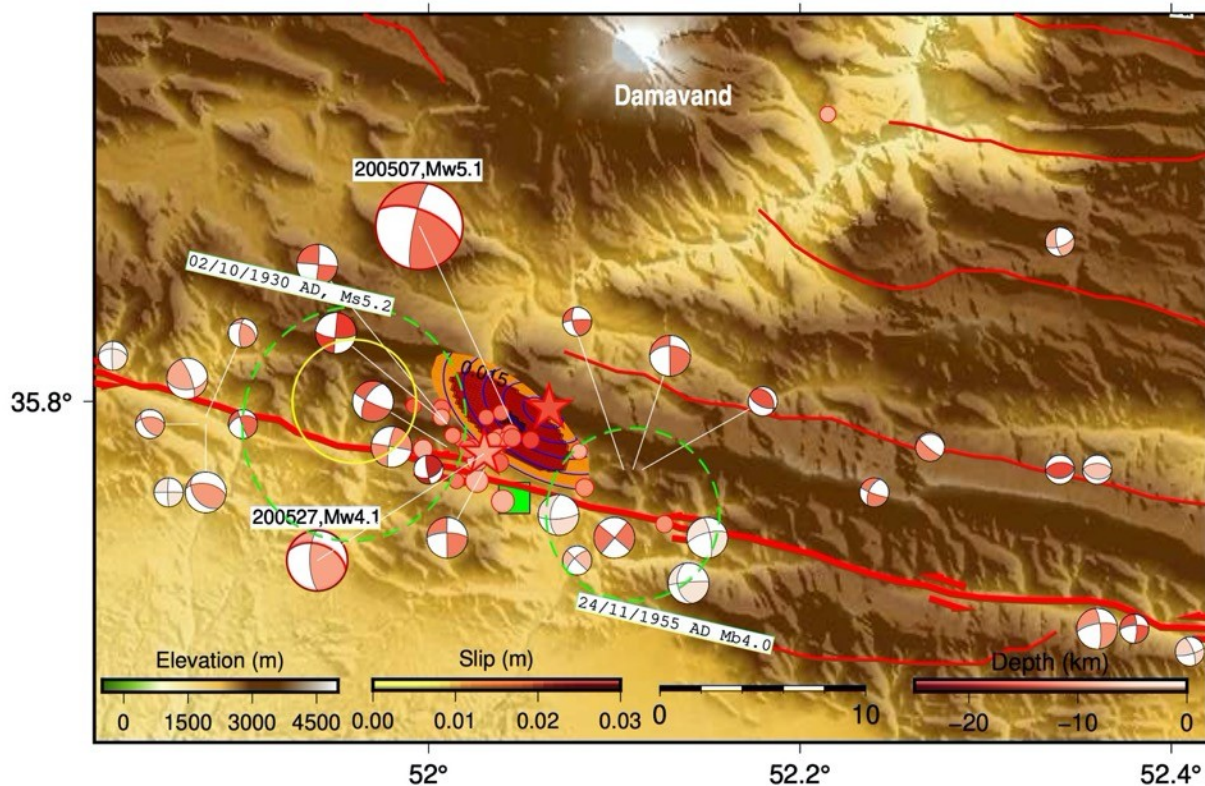 Damavand
200507,Mw5.1
02/10/1930 AD, Ms5.2
0.015
35.8°
200527,Mw4.1
24/11/1955 AD Mb4.0
Elevation (m)
Slip (m)
Depth (km)
0 1500 3000 4500
0.00 0.01 0.02 0.03
0 10
−20 −10 0
52° 52.2° 52.4°